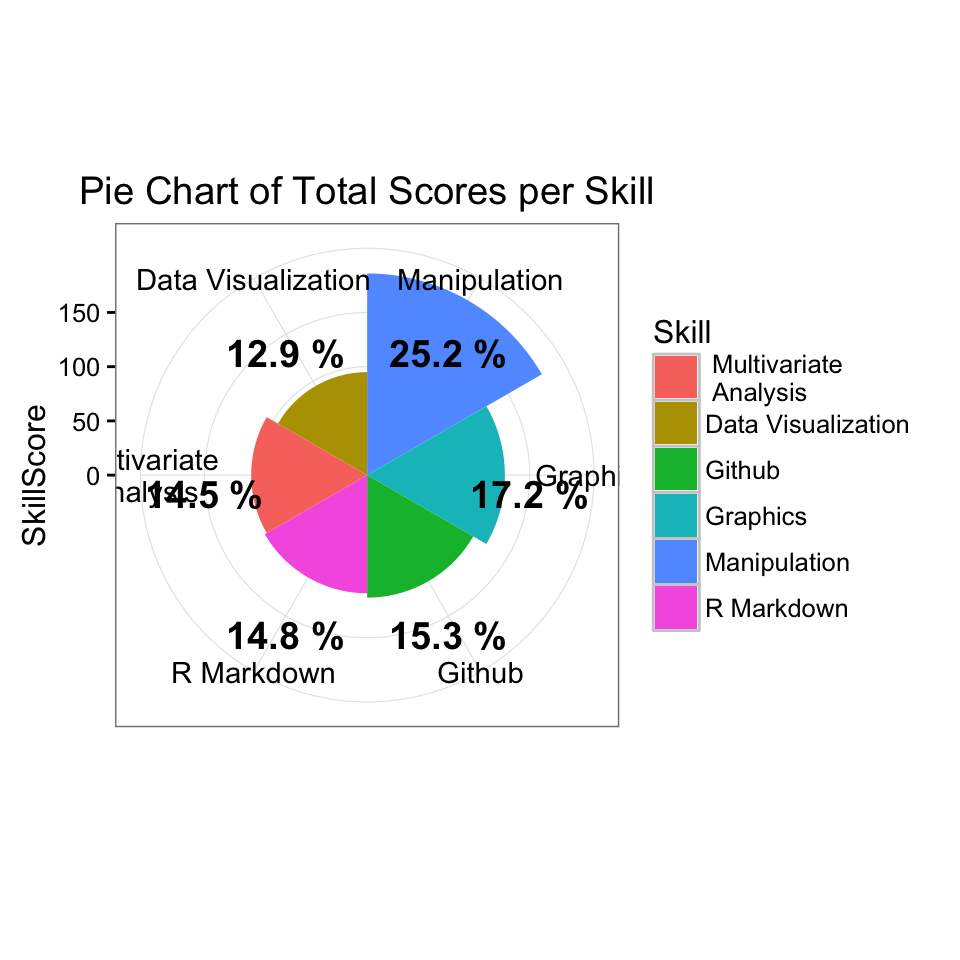 Pie Chart of Total Scores per Skill
SkillScore
150
100
50
0
Data Visualization
Manipulation
12.9 %
25.2 %
tivariate
nalysis
14.5 %
Graphi
17.2 %
14.8 %
15.3 %
R Markdown
Github
Skill
Multivariate
Analysis
Data Visualization
Github
Graphics
Manipulation
R Markdown